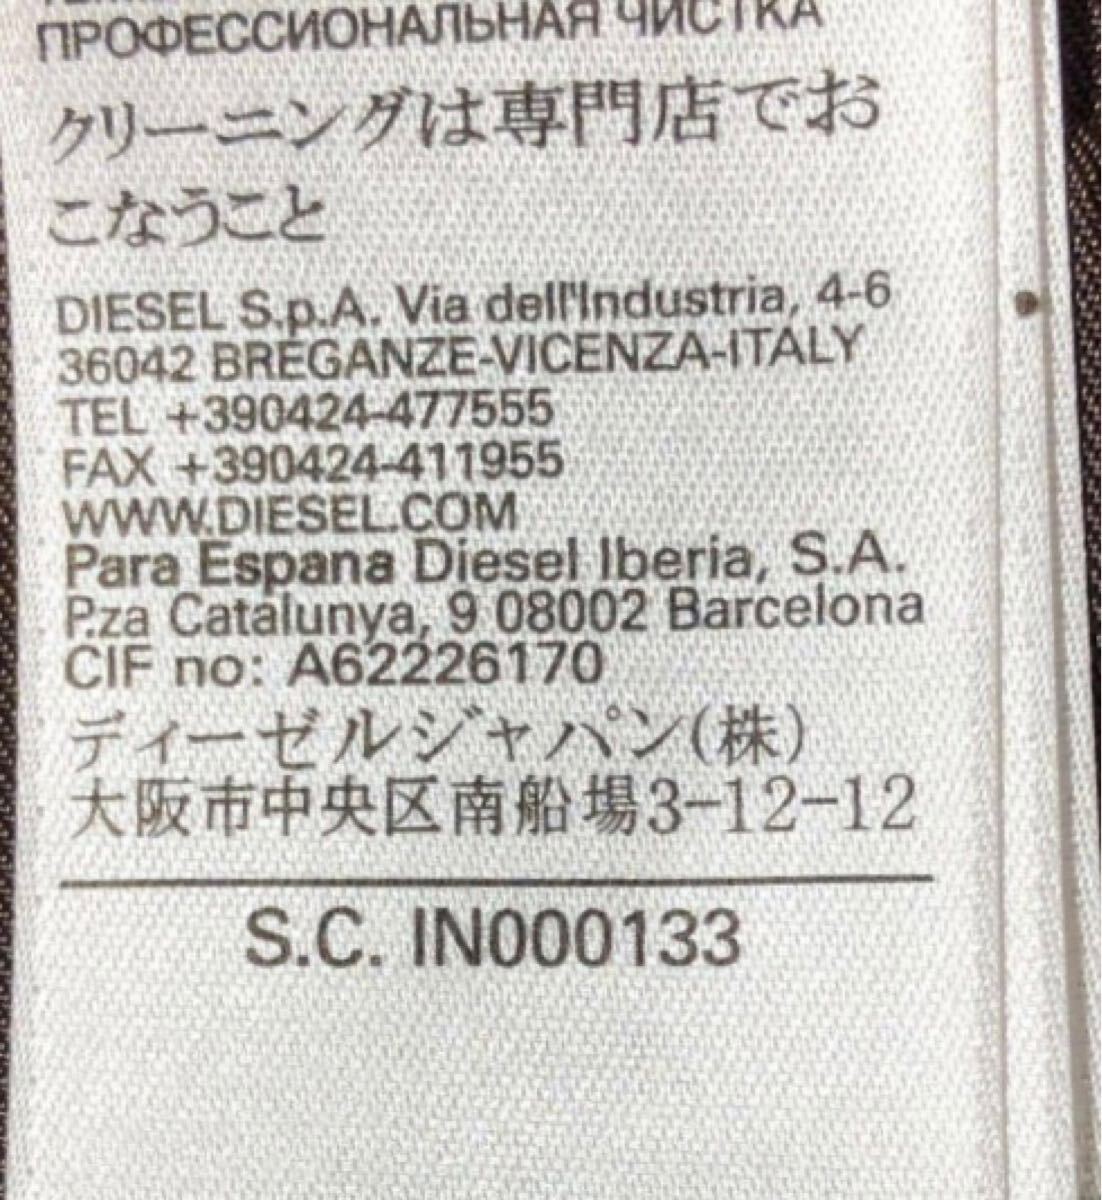 ПРОФЕССИОНАЛЬНАЯ ЧИСТКА
クリーニングは専門店でお
こなうこと
DIESEL S.p.A. Via dell'Industria, 4-6
36042 BREGANZE-VICENZA-ITALY
TEL +390424-477555
FAX +390424-411955
WWW.DIESEL.COM
Para Espana Diesel Iberia, S.A.
P.za Catalunya, 9 08002 Barcelona
CIF no: A62226170
ディーゼルジャパン(株)
大阪市中央区南船場3-12-12
S.C. IN000133